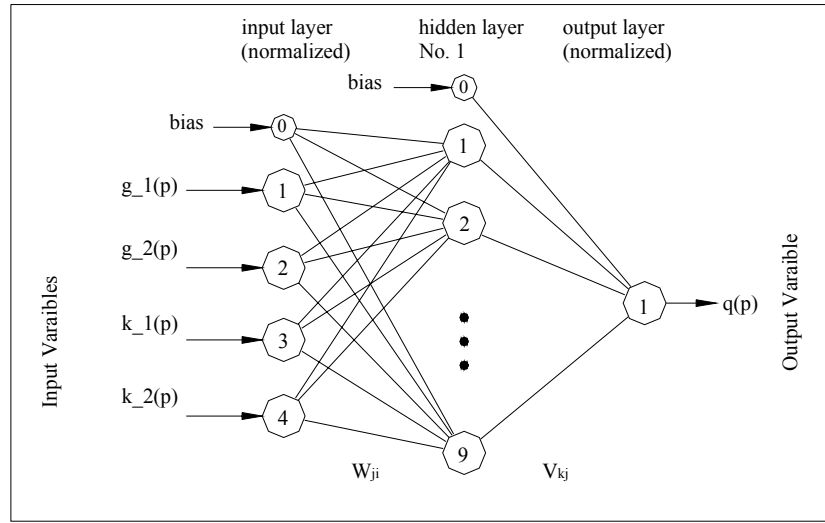 input layer
(normalized)
hidden layer
No. 1
output layer
(normalized)
bias
0
bias
0
1
g_1(p)
1
2
g_2(p)
2
k_1(p)
3
1
q(p)
k_2(p)
4
9
Wji
Vkj
Input Varaibles
Output Varaible